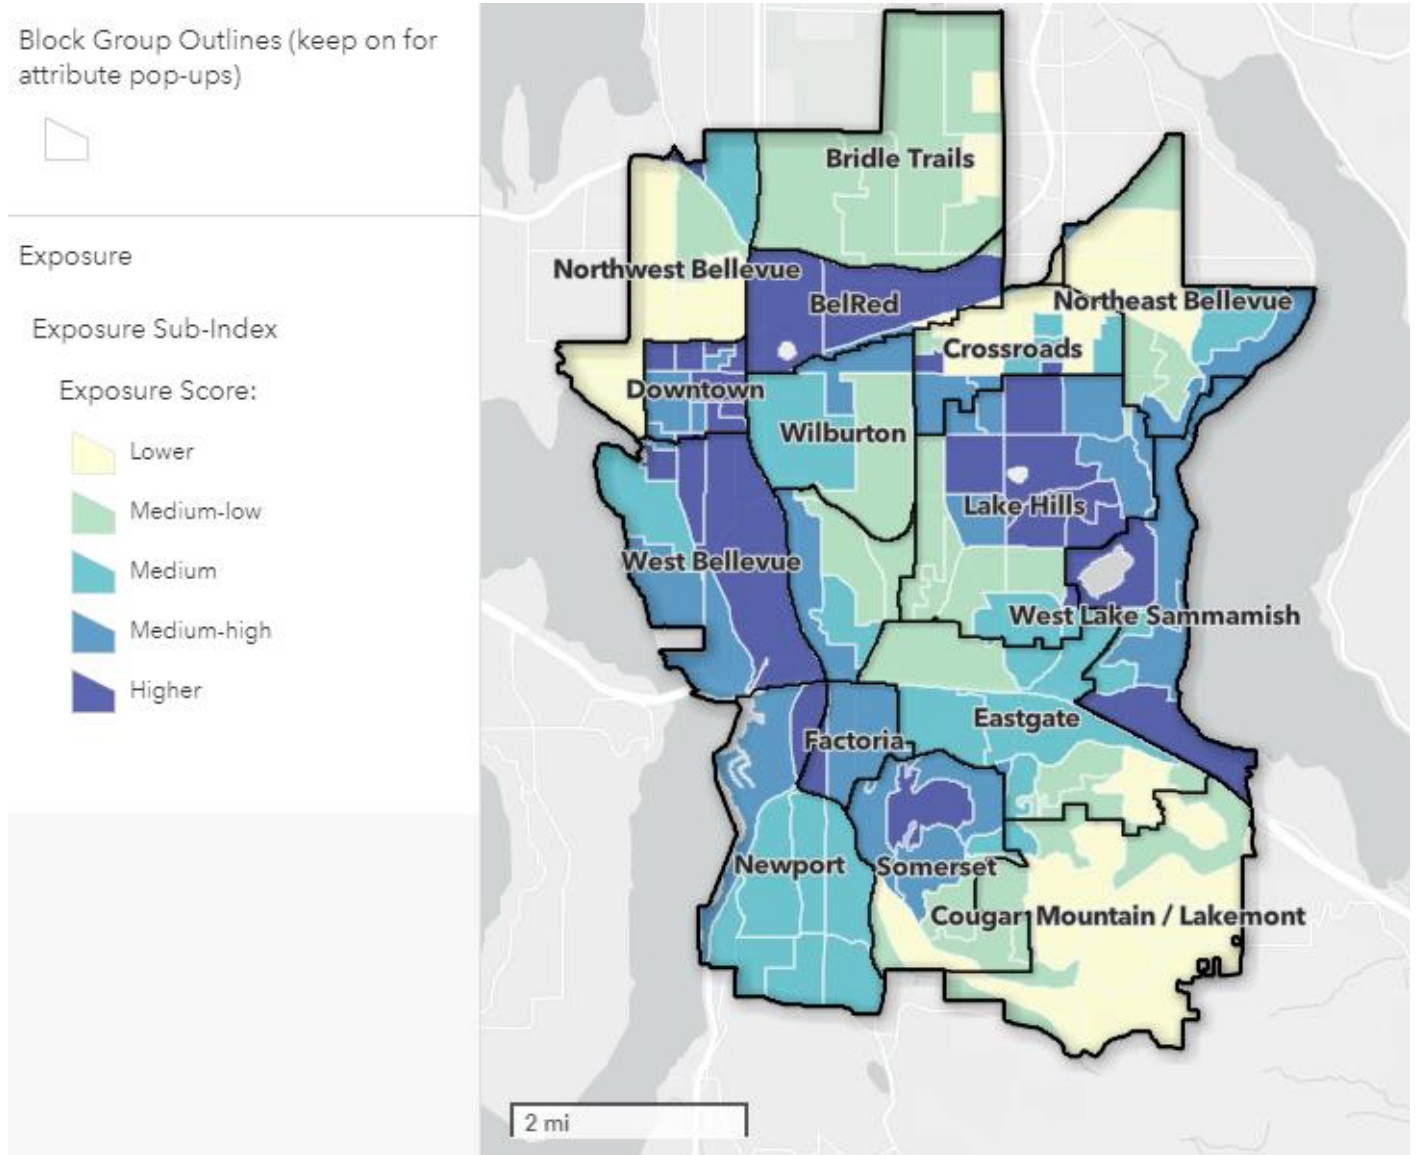 Block Group Outlines (keep on for
attribute pop-ups)
Exposure
Exposure Sub-Index
Exposure Score:
Lower
Medium-low
Medium
Medium-high
Higher
Bridle Trails
Northwest Bellevue
BelRed
Northeast Bellevue
Crossroads
Downtown
Wilburton
Lake Hills
West Bellevue
West Lake Sammamish
Eastgate
Factoria
Newport
Somerset
Cougar Mountain / Lakemont
2 mi